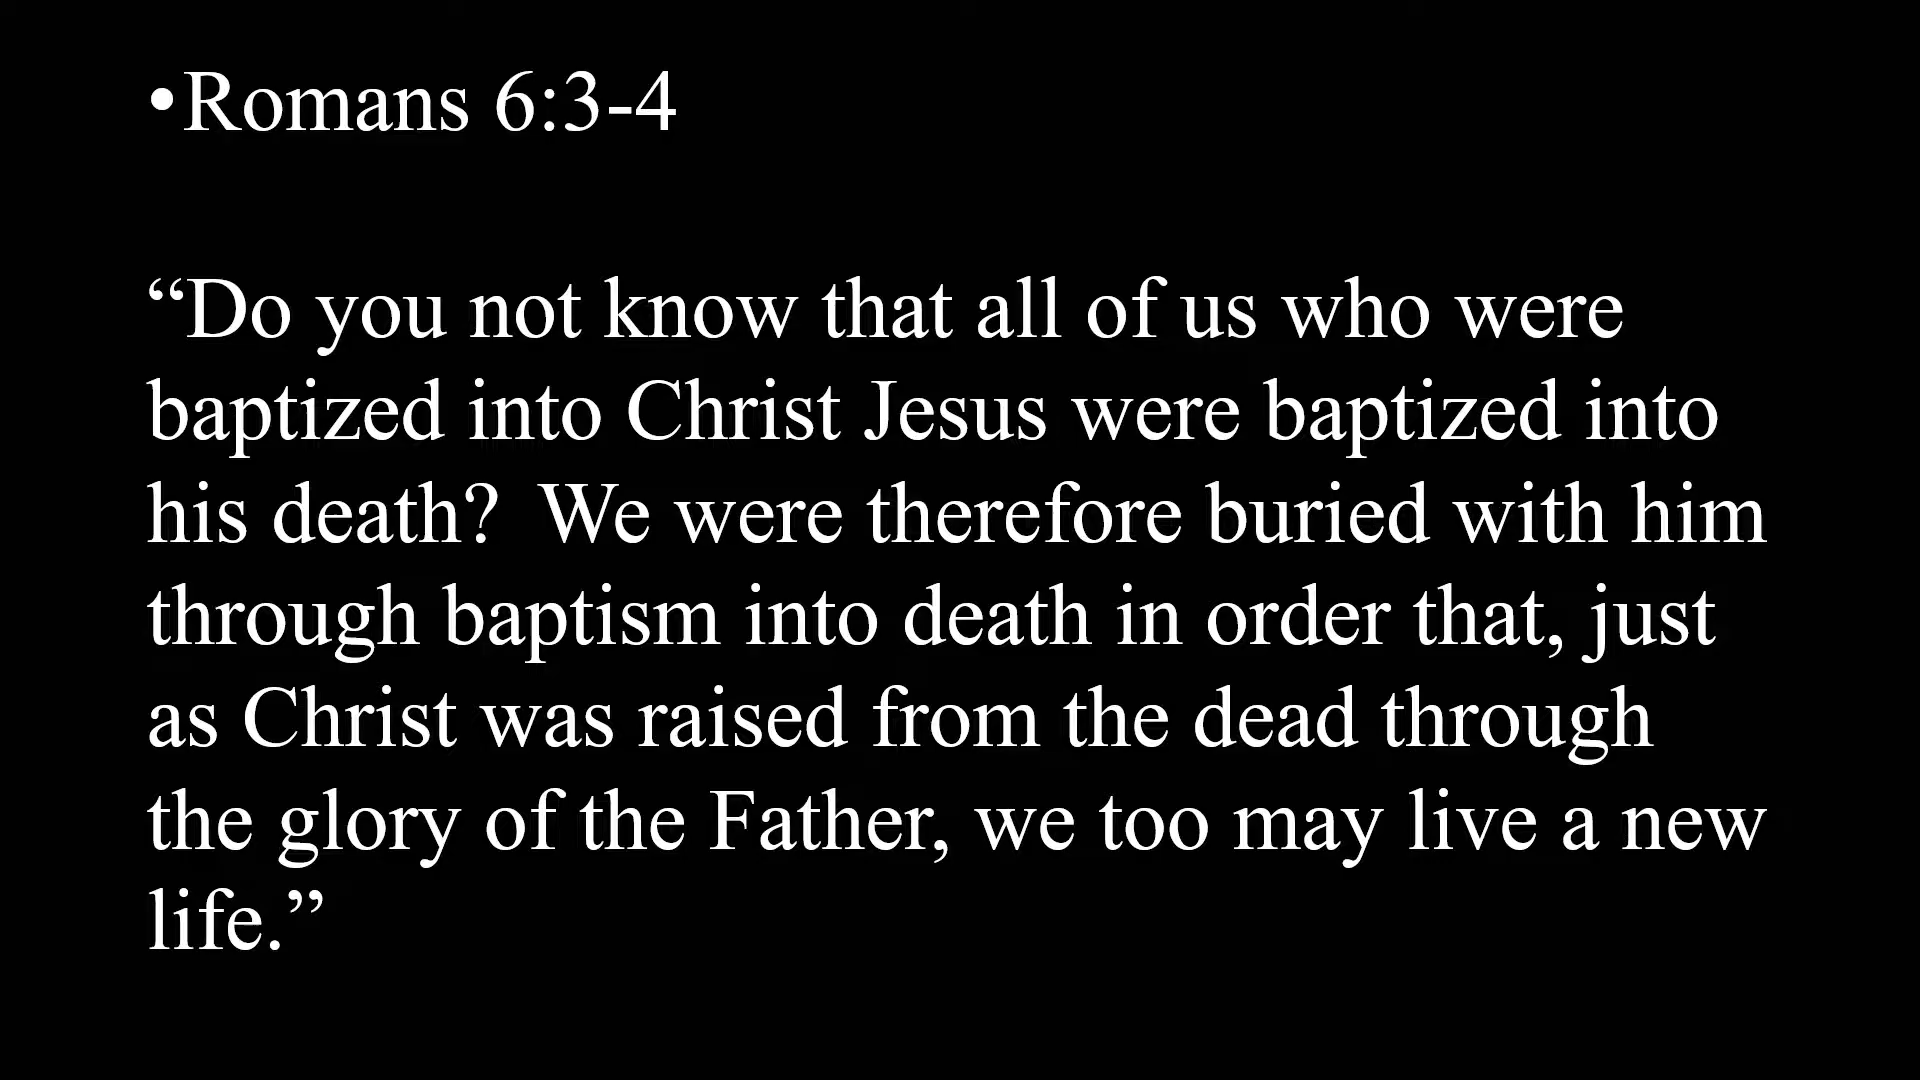 •Romans 6:3-4
“Do you not know that all of us who were
baptized into Christ Jesus were baptized into
his death?  We were therefore buried with him
through baptism into death in order that, just
as Christ was raised from the dead through
the glory of the Father, we too may live a new
life.”